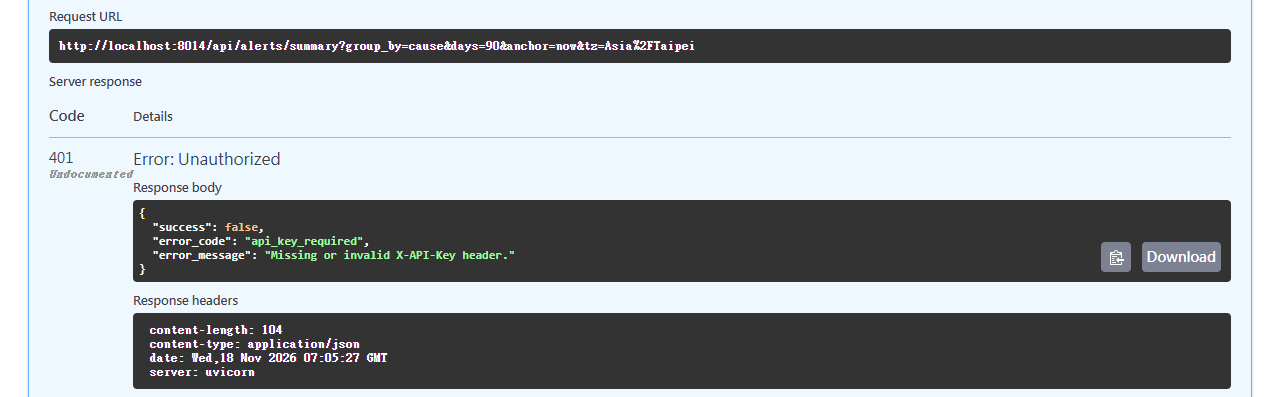 Request URL
http://localhost:8014/api/alerts/summary?group_by=cause&days=90&anchor=now&tz=Asia%2FTaipei
Server response
Code Details
401 Error: Unauthorized
Undocumented
Response body
{
  "success": false,
  "error_code": "api_key_required",
  "error_message": "Missing or invalid X-API-Key header."
}
Download
Response headers
content-length: 104
content-type: application/json
date: Wed,18 Nov 2026 07:05:27 GMT
server: uvicorn